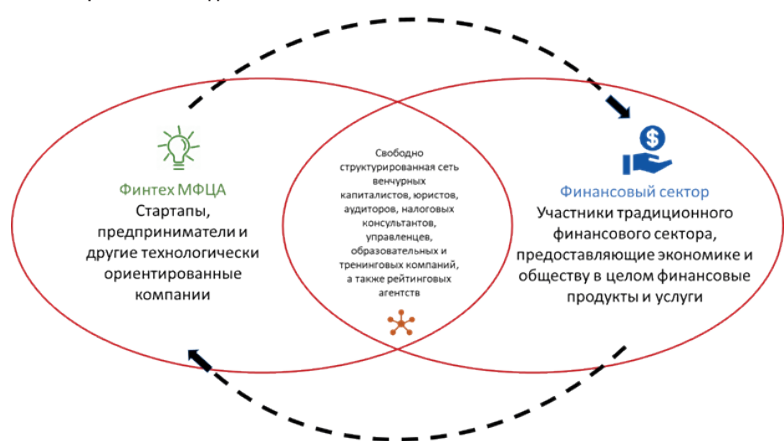 Финтех МФЦА
Стартапы,
предприниматели и
другие технологически
ориентированные
компании
Свободно
структурированная сеть
венчурных
капиталистов, юристов,
аудиторов, налоговых
консультантов,
управленцев,
образовательных и
тренинговых компаний,
а также рейтинговых
агентств
$
Финансовый сектор
Участники традиционного
финансового сектора,
предоставляющие экономике и
обществу в целом финансовые
продукты и услуги